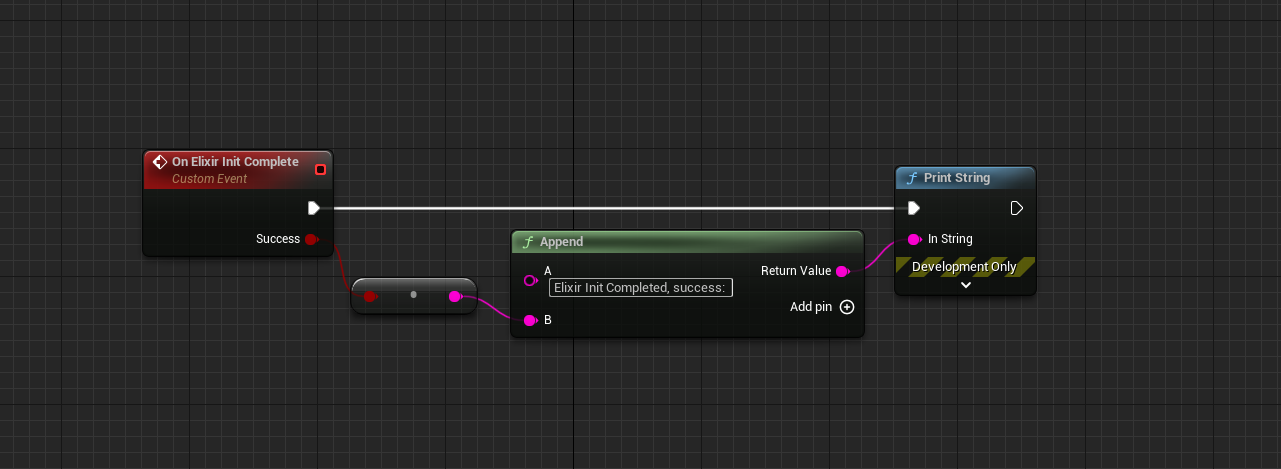 On Elixir Init Complete
Custom Event
Success
f Append
A
Elixir Init Completed, success:
B
Return Value
Add pin
f Print String
In String
Development Only